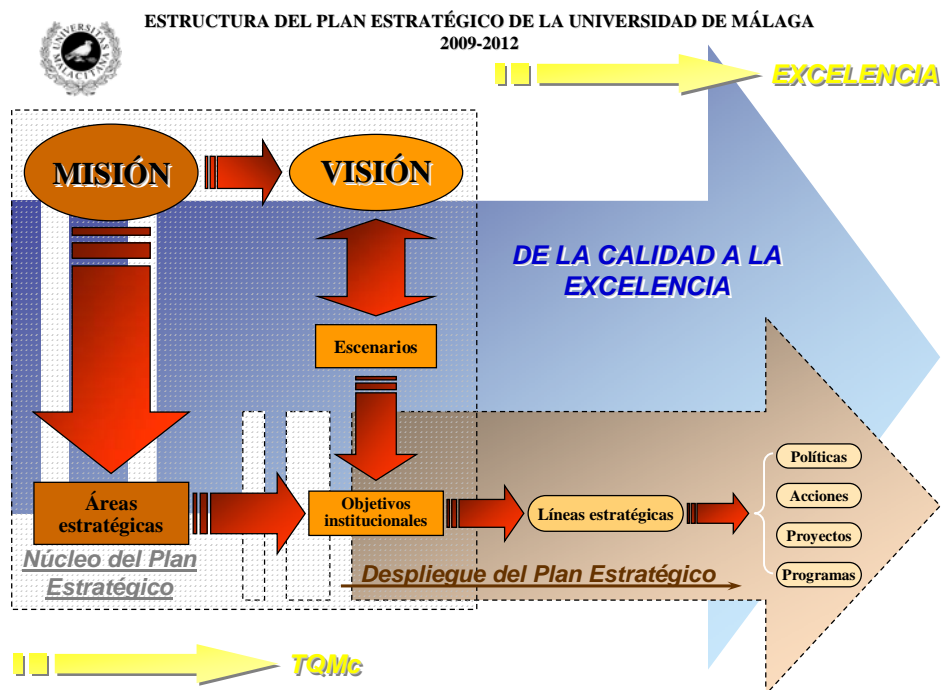 ESTRUCTURA DEL PLAN ESTRATÉGICO DE LA UNIVERSIDAD DE MÁLAGA
2009-2012
UNIVERSITAS
MALACITANA
EXCELENCIA
MISIÓN
VISIÓN
DE LA CALIDAD A LA
EXCELENCIA
Escenarios
Áreas
estratégicas
Objetivos
institucionales
Líneas estratégicas
Políticas
Acciones
Proyectos
Programas
Núcleo del Plan
Estratégico
Despliegue del Plan Estratégico
TQMc